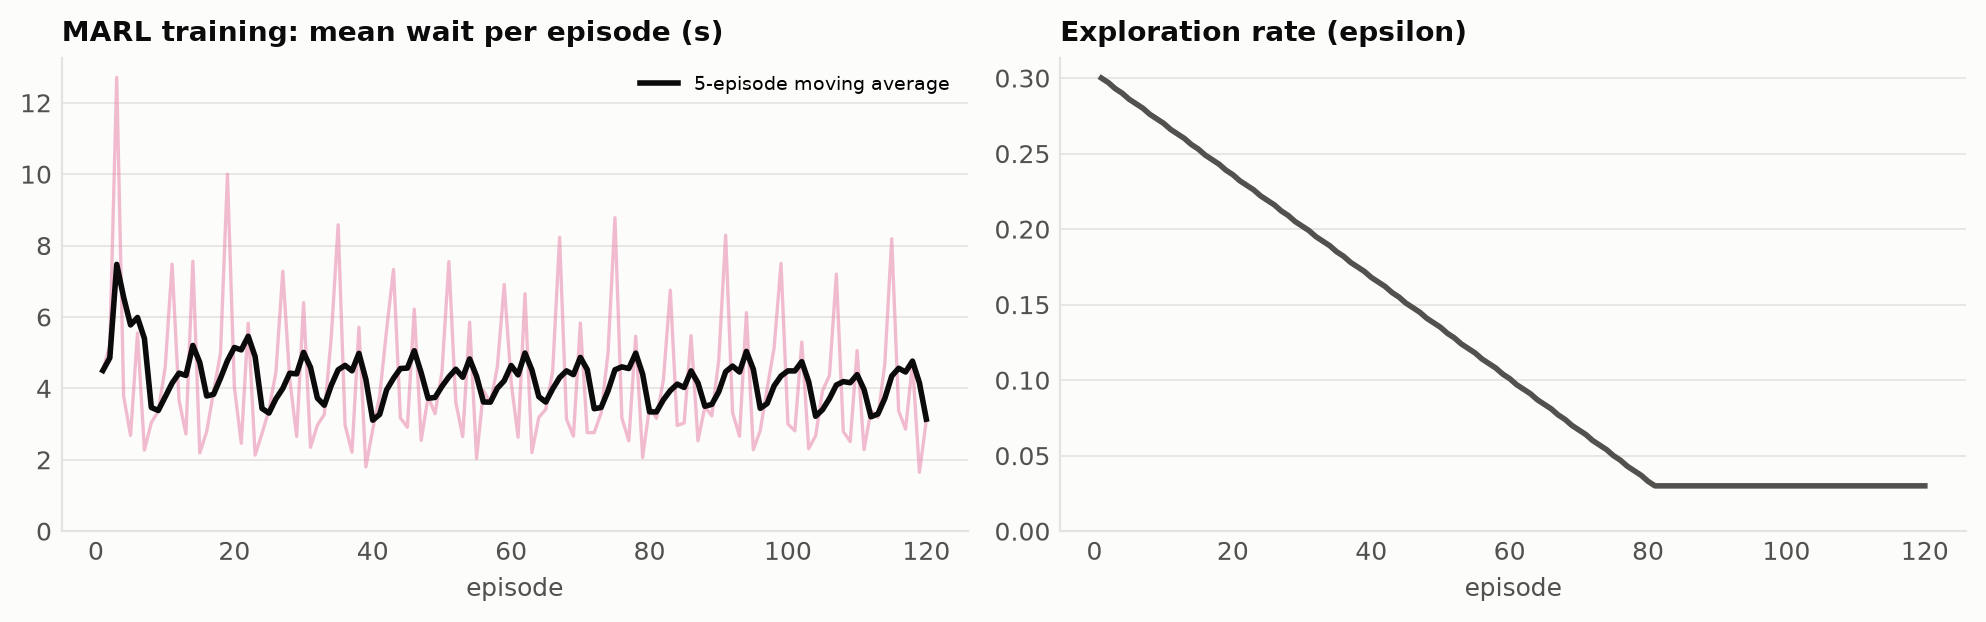 MARL training: mean wait per episode (s)
5-episode moving average
12
10
8
6
4
2
0
0 20 40 60 80 100 120
episode
Exploration rate (epsilon)
0.30
0.25
0.20
0.15
0.10
0.05
0.00
0 20 40 60 80 100 120
episode